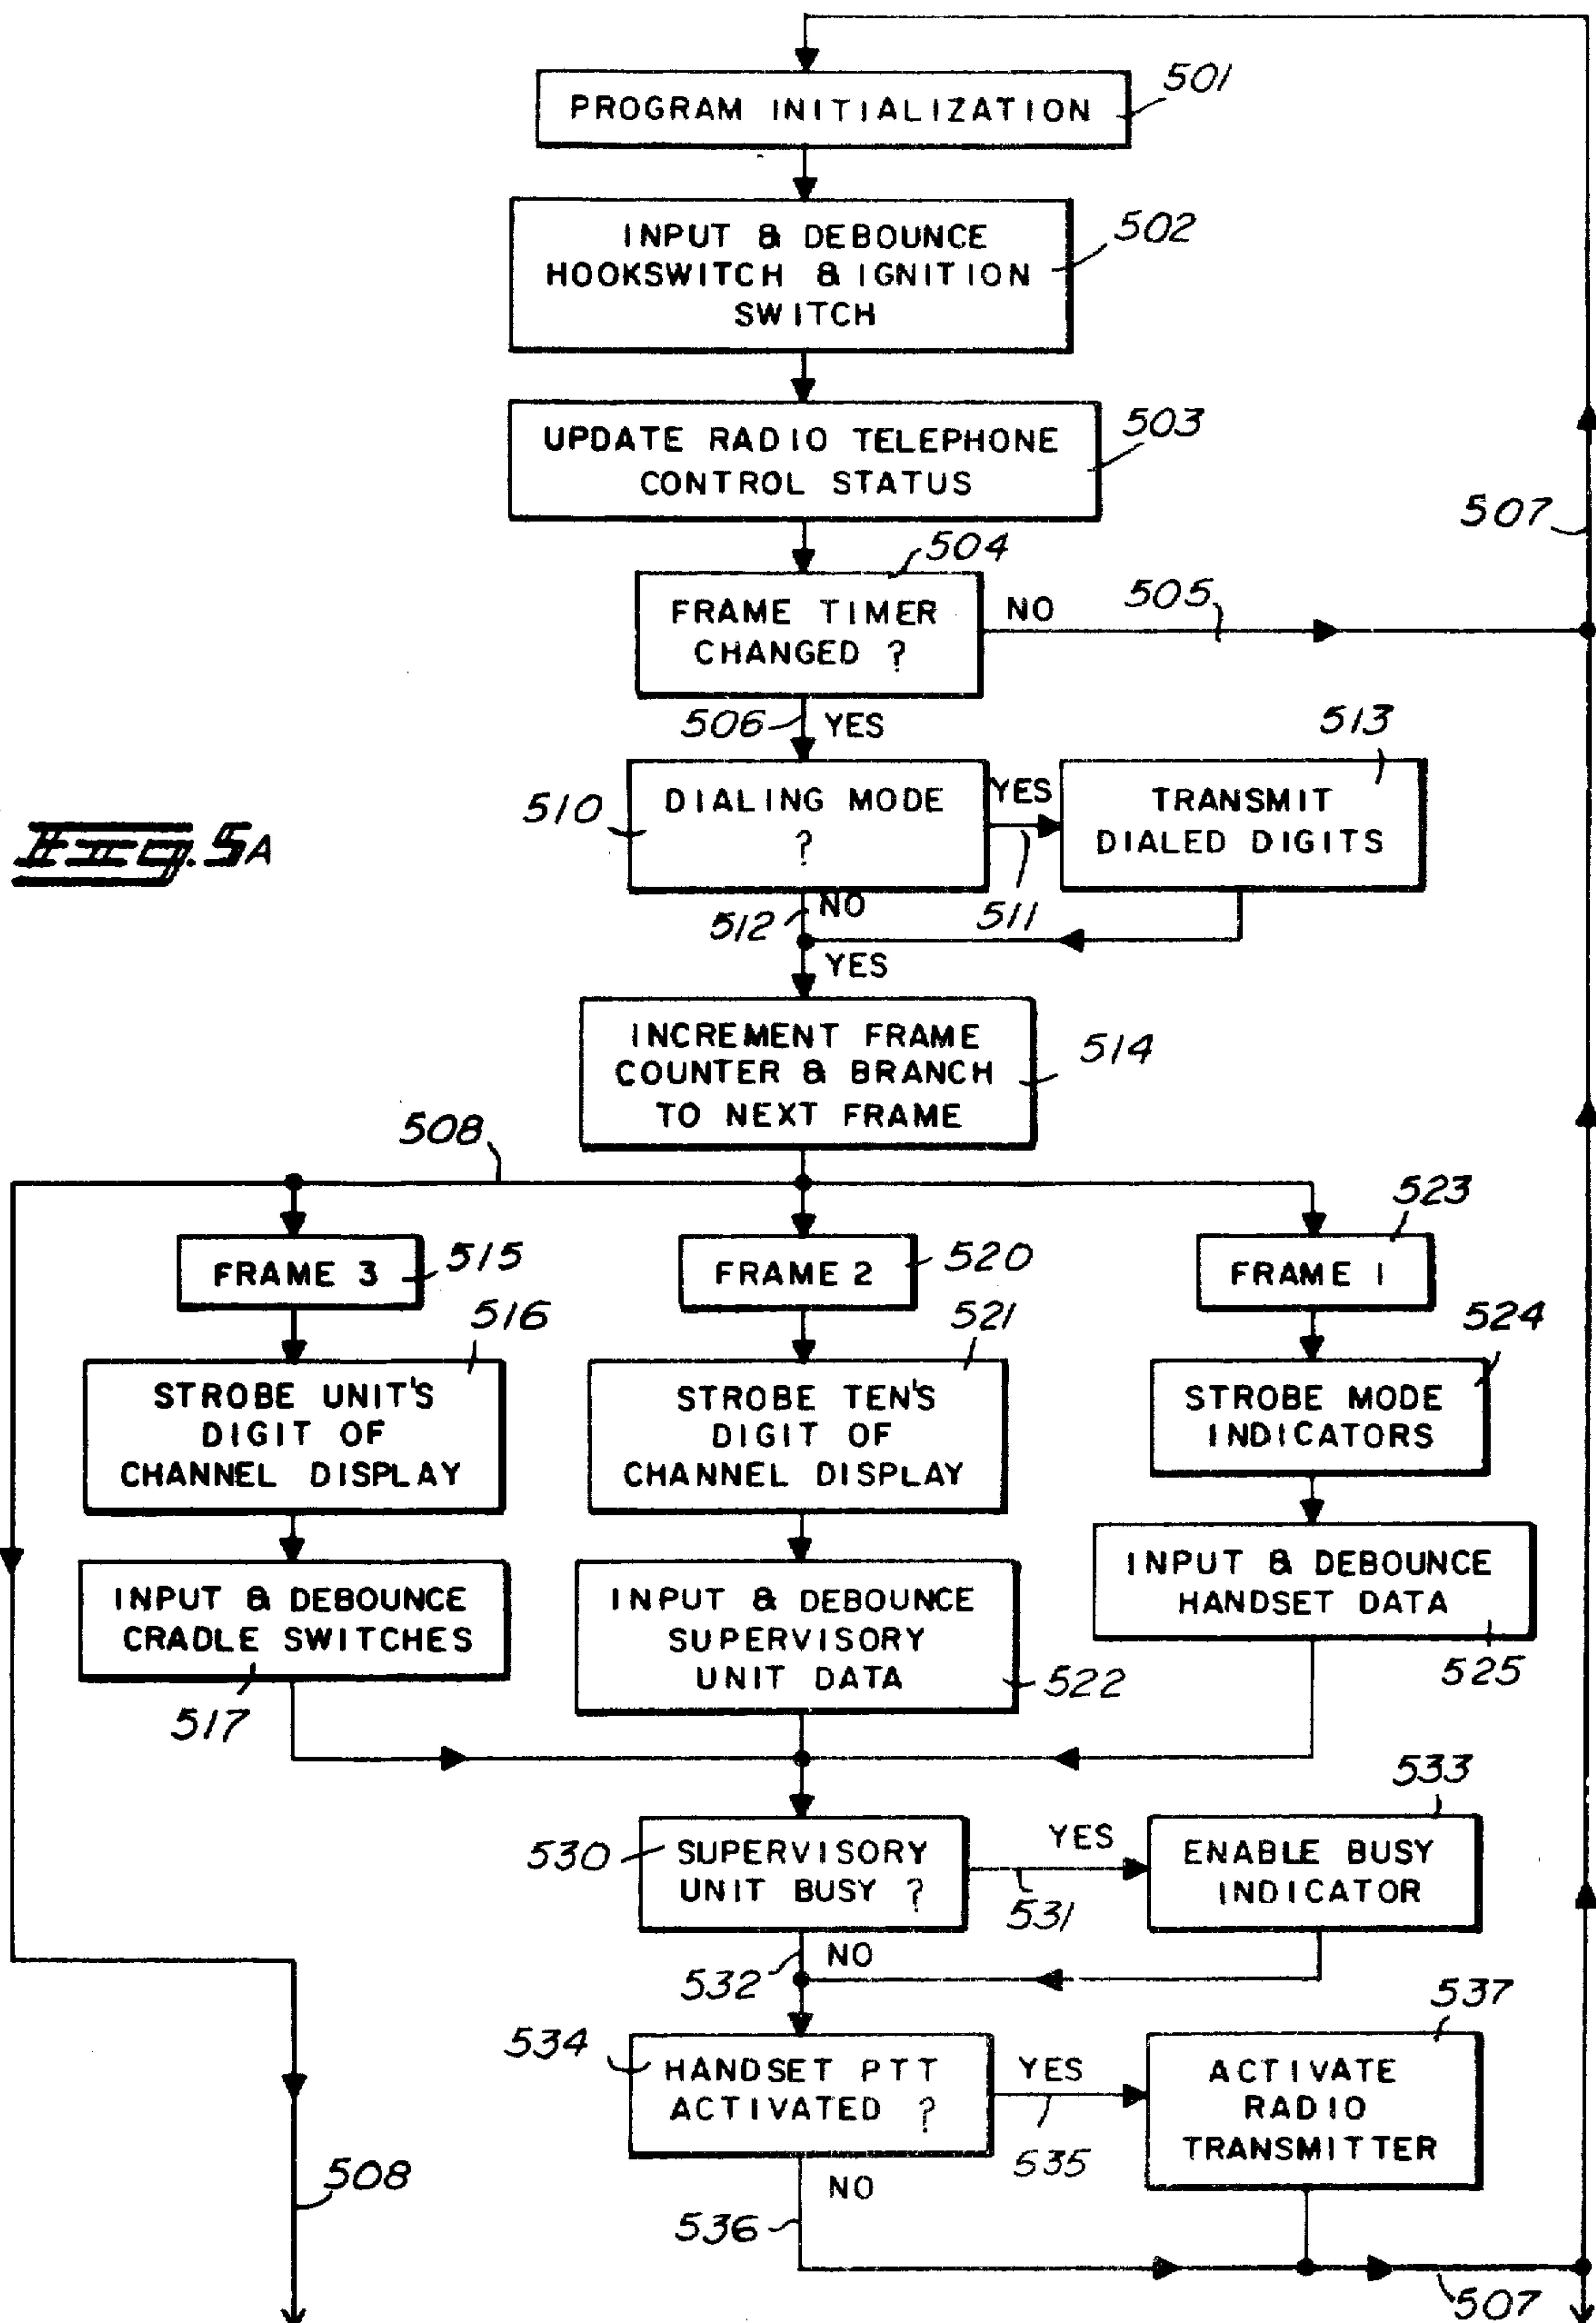 501
PROGRAM INITIALIZATION
502
INPUT & DEBOUNCE
HOOKSWITCH & IGNITION
SWITCH
503
UPDATE RADIO TELEPHONE
CONTROL STATUS
507
504
FRAME TIMER
CHANGED ?
NO
505
506
YES
513
510
DIALING MODE
?
YES
511
TRANSMIT
DIALED DIGITS
Fig. 5A
512
NO
YES
INCREMENT FRAME
COUNTER & BRANCH
TO NEXT FRAME
514
508
523
FRAME 3
515
FRAME 2
520
FRAME 1
516
521
524
STROBE UNIT'S
DIGIT OF
CHANNEL DISPLAY
STROBE TEN'S
DIGIT OF
CHANNEL DISPLAY
STROBE MODE
INDICATORS
INPUT & DEBOUNCE
CRADLE SWITCHES
517
INPUT & DEBOUNCE
SUPERVISORY
UNIT DATA
522
INPUT & DEBOUNCE
HANDSET DATA
525
533
530
SUPERVISORY
UNIT BUSY ?
YES
531
ENABLE BUSY
INDICATOR
532
NO
537
534
HANDSET PTT
ACTIVATED ?
YES
535
ACTIVATE
RADIO
TRANSMITTER
508
NO
536
507